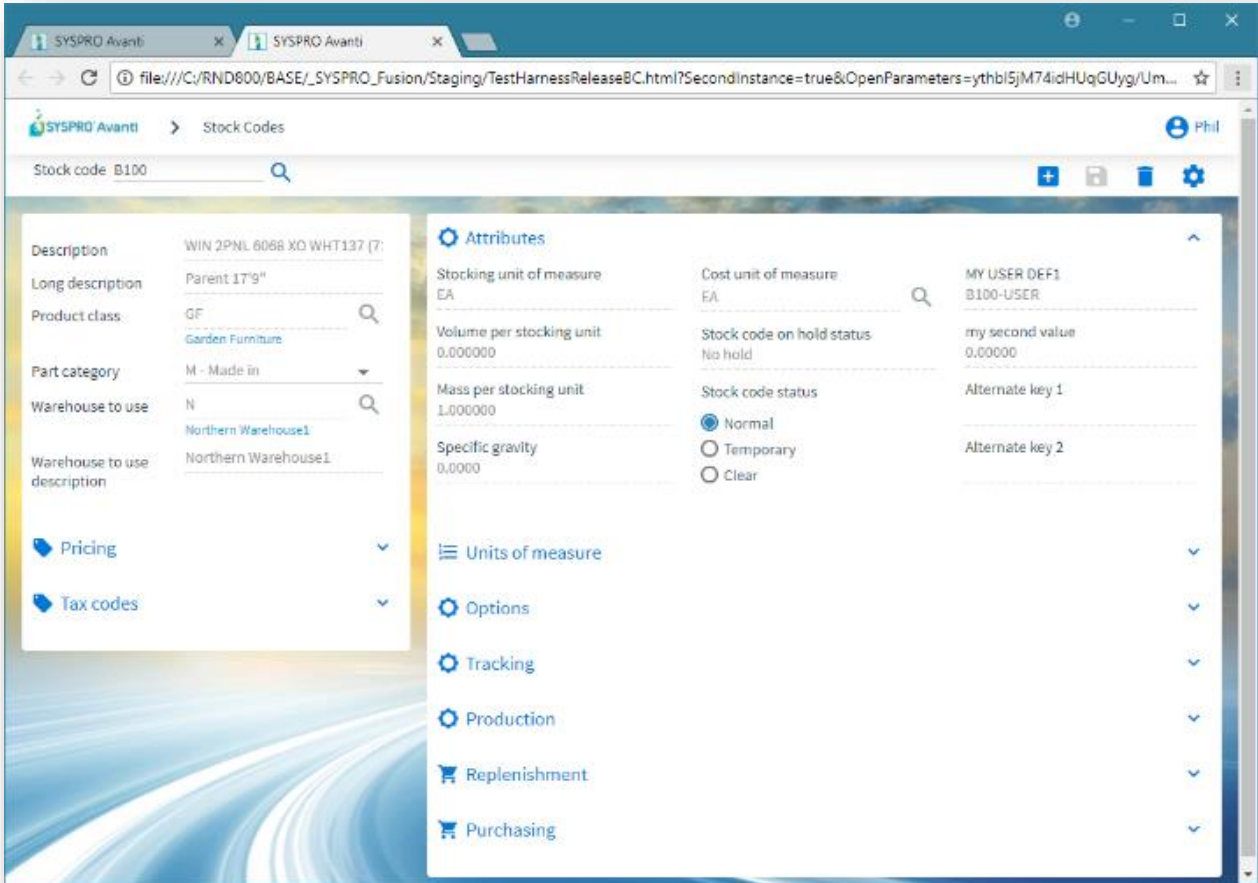 SYSPRO Avanti
SYSPRO Avanti
file:///C:/RND800/BASE/_SYSPRO_Fusion/Staging/TestHarnessReleaseBC.html?SecondInstance=true&OpenParameters=ythbI5jM74idHUqGUyg/Um...
SYSPRO Avanti > Stock Codes
Phil
Stock code B100
Description WIN 2PNL 6068 XO WHT137 (7:
Long description Parent 17'9"
Product class GF
Garden Furniture
Part category M - Made in
Warehouse to use N
Northern Warehouse1
Warehouse to use description Northern Warehouse1
Pricing
Tax codes
Attributes
Stocking unit of measure
EA
Volume per stocking unit
0.000000
Mass per stocking unit
1.000000
Specific gravity
0.0000
Cost unit of measure
EA
Stock code on hold status
No hold
Stock code status
Normal
Temporary
Clear
MY USER DEF1
B100-USER
my second value
0.00000
Alternate key 1
Alternate key 2
Units of measure
Options
Tracking
Production
Replenishment
Purchasing